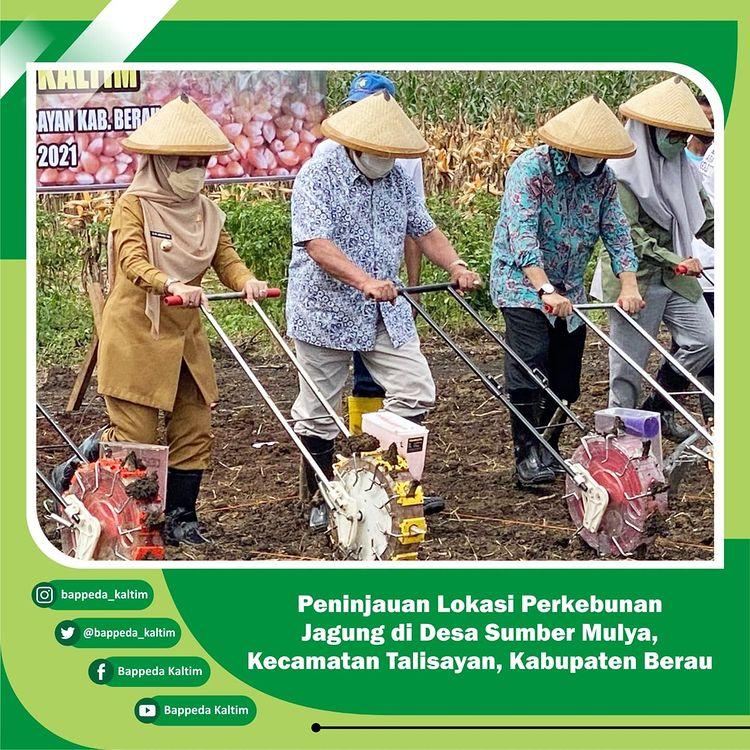 KALTIM
BAYAN KAB. BERAU
2021
bappeda_kaltim
@bappeda_kaltim
Bappeda Kaltim
Bappeda Kaltim
Peninjauan Lokasi Perkebunan
Jagung di Desa Sumber Mulya,
Kecamatan Talisayan, Kabupaten Berau